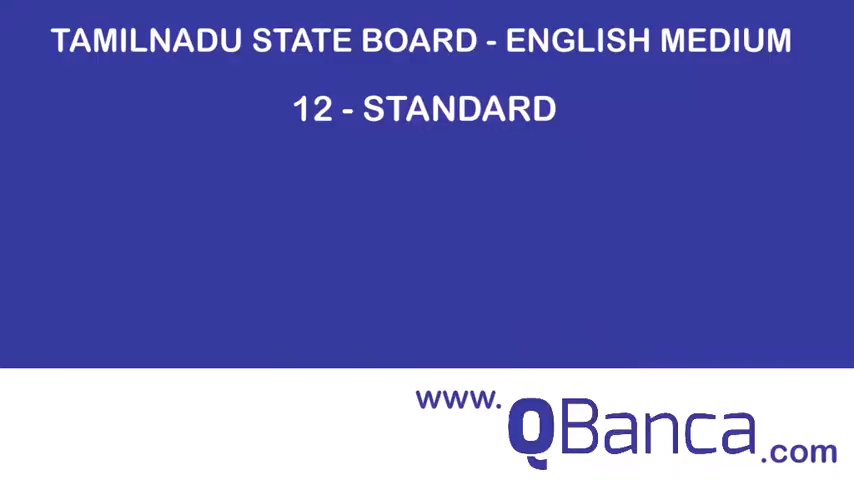 TAMILNADU STATE BOARD - ENGLISH MEDIUM
12 - STANDARD
www.QBanca.com